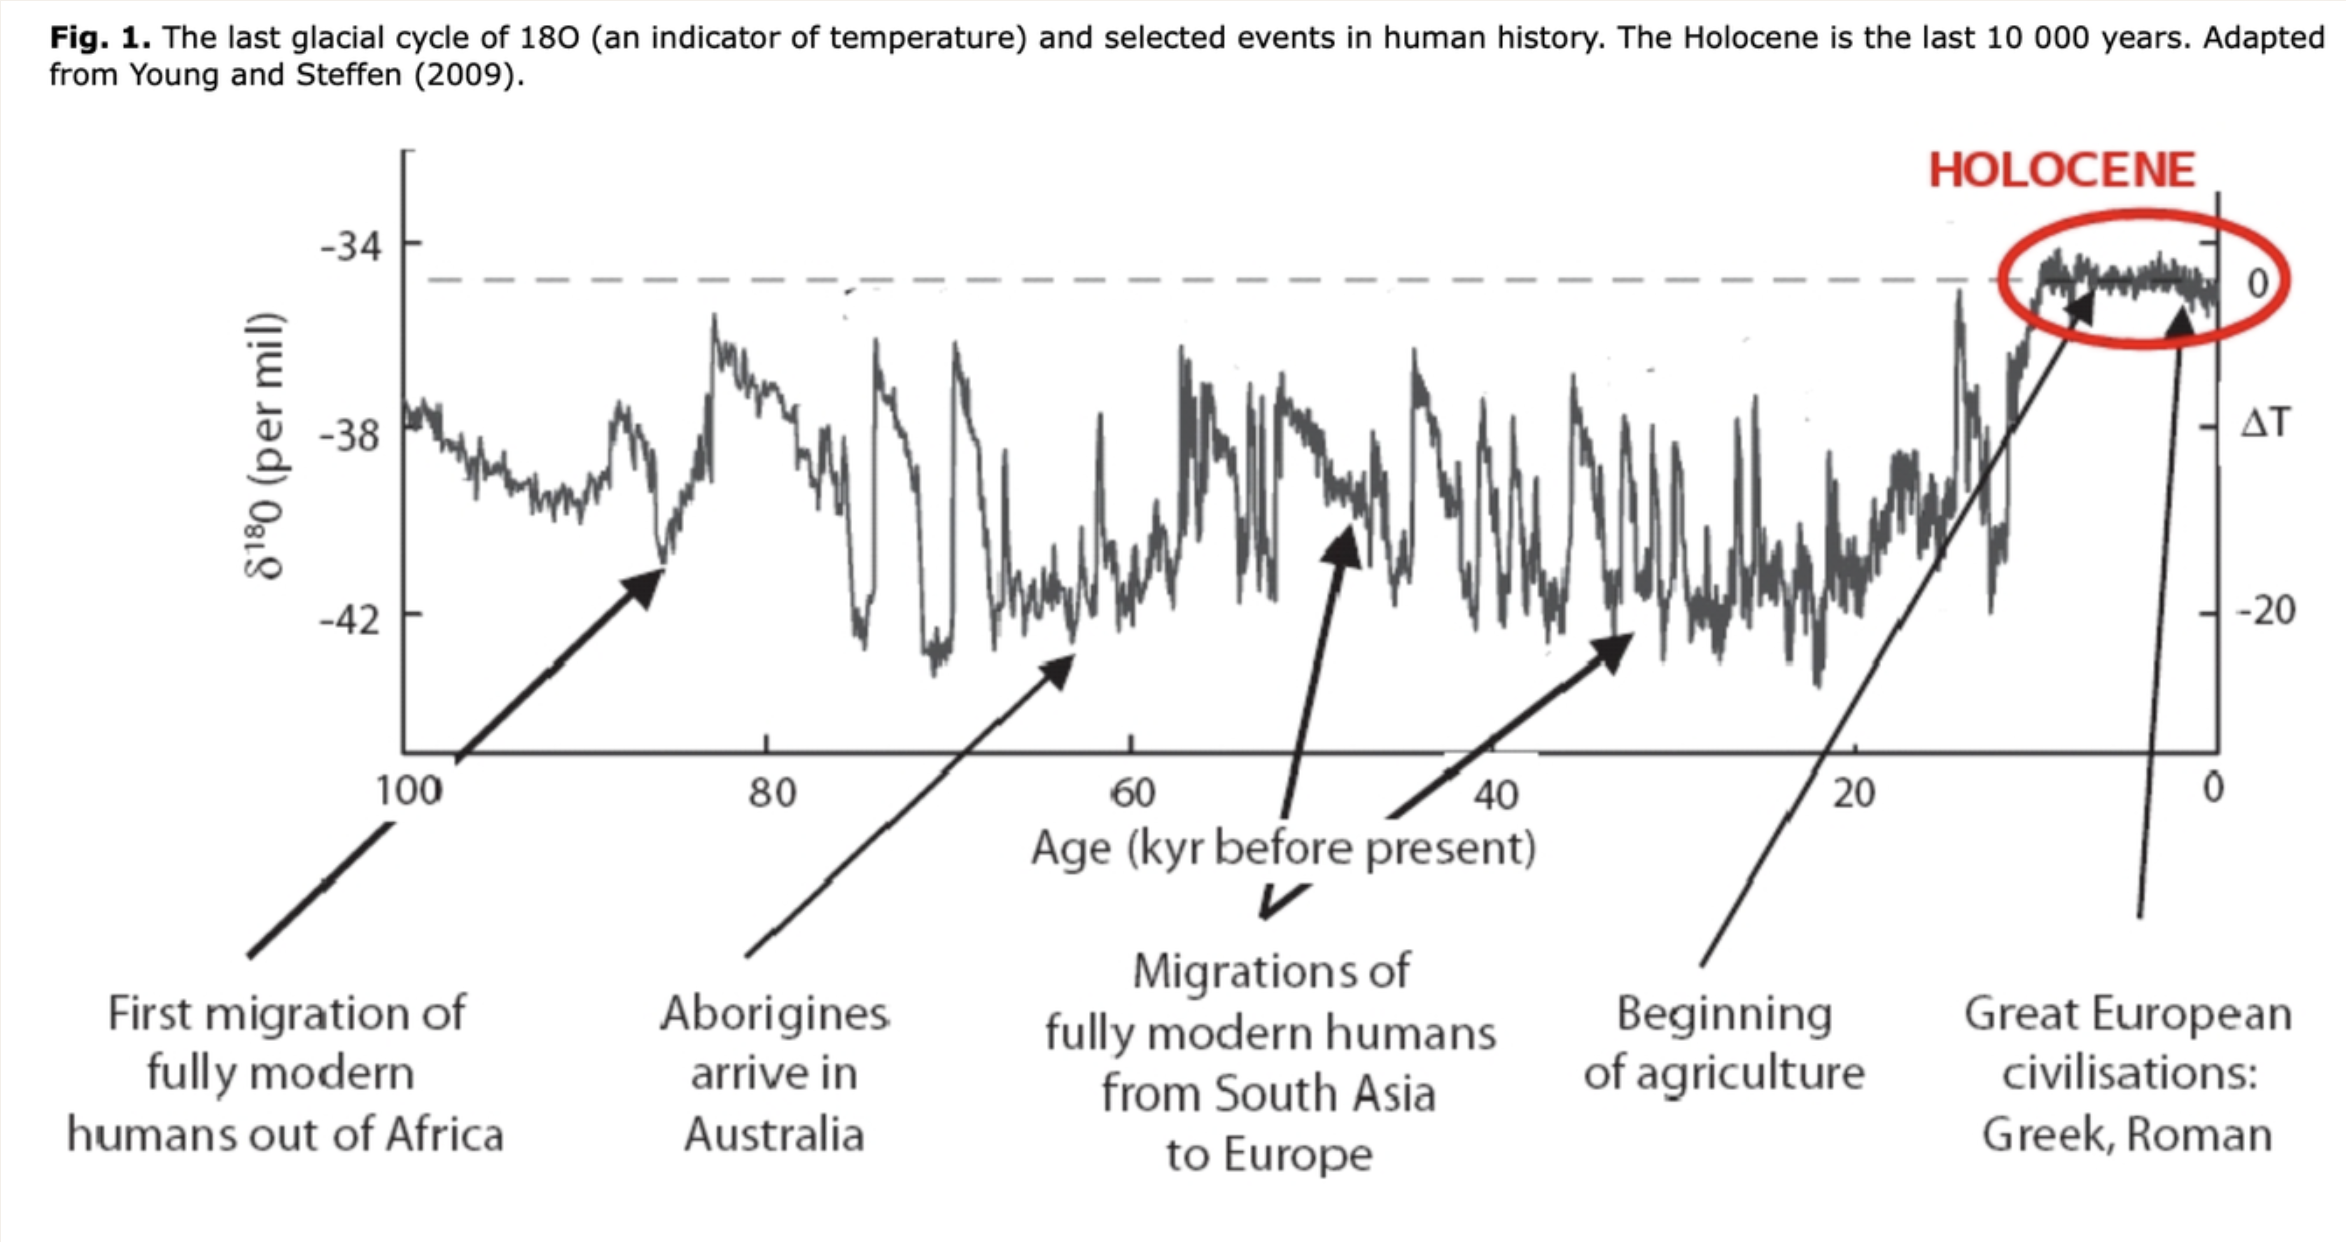 Fig. 1. The last glacial cycle of 18O (an indicator of temperature) and selected events in human history. The Holocene is the last 10 000 years. Adapted
from Young and Steffen (2009).
HOLOCENE
-34
0
δ¹⁸O (per mil)
-38
ΔT
-42
-20
100
80
60
40
20
0
Age (kyr before present)
First migration of
fully modern
humans out of Africa
Aborigines
arrive in
Australia
Migrations of
fully modern humans
from South Asia
to Europe
Beginning
of agriculture
Great European
civilisations:
Greek, Roman